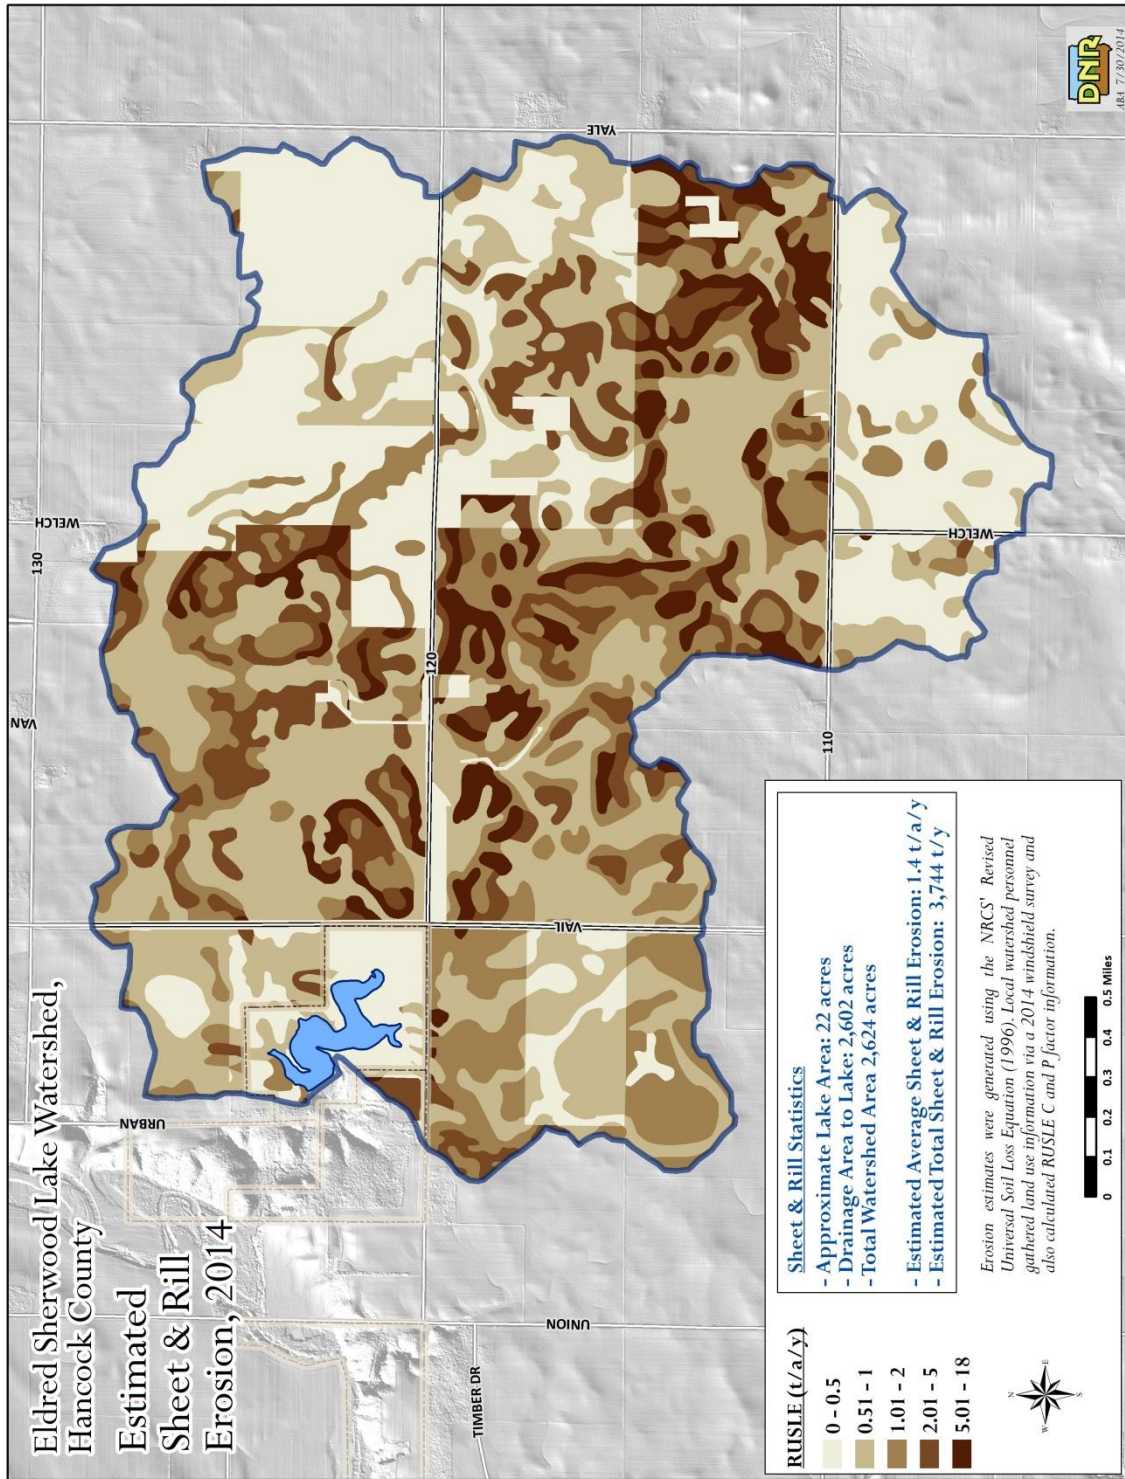 Eldred Sherwood Lake Watershed,
Hancock County
Estimated
Sheet & Rill
Erosion, 2014
VAN
130
WELCH
URBAN
YALE
120
VAIL
UNION
TIMBER DR
110
WELCH
RUSLE (t/a/y)
0 - 0.5
0.51 - 1
1.01 - 2
2.01 - 5
5.01 - 18
N
W
E
S
Sheet & Rill Statistics
- Approximate Lake Area: 22 acres
- Drainage Area to Lake: 2,602 acres
- Total Watershed Area 2,624 acres
- Estimated Average Sheet & Rill Erosion: 1.4 t/a/y
- Estimated Total Sheet & Rill Erosion: 3,744 t/y
Erosion estimates were generated using the NRCS' Revised
Universal Soil Loss Equation (1996). Local watershed personnel
gathered land use information via a 2014 windshield survey and
also calculated RUSLE C and P factor information.
0 0.1 0.2 0.3 0.4 0.5 Miles
DNR
ABA 7/30/2014